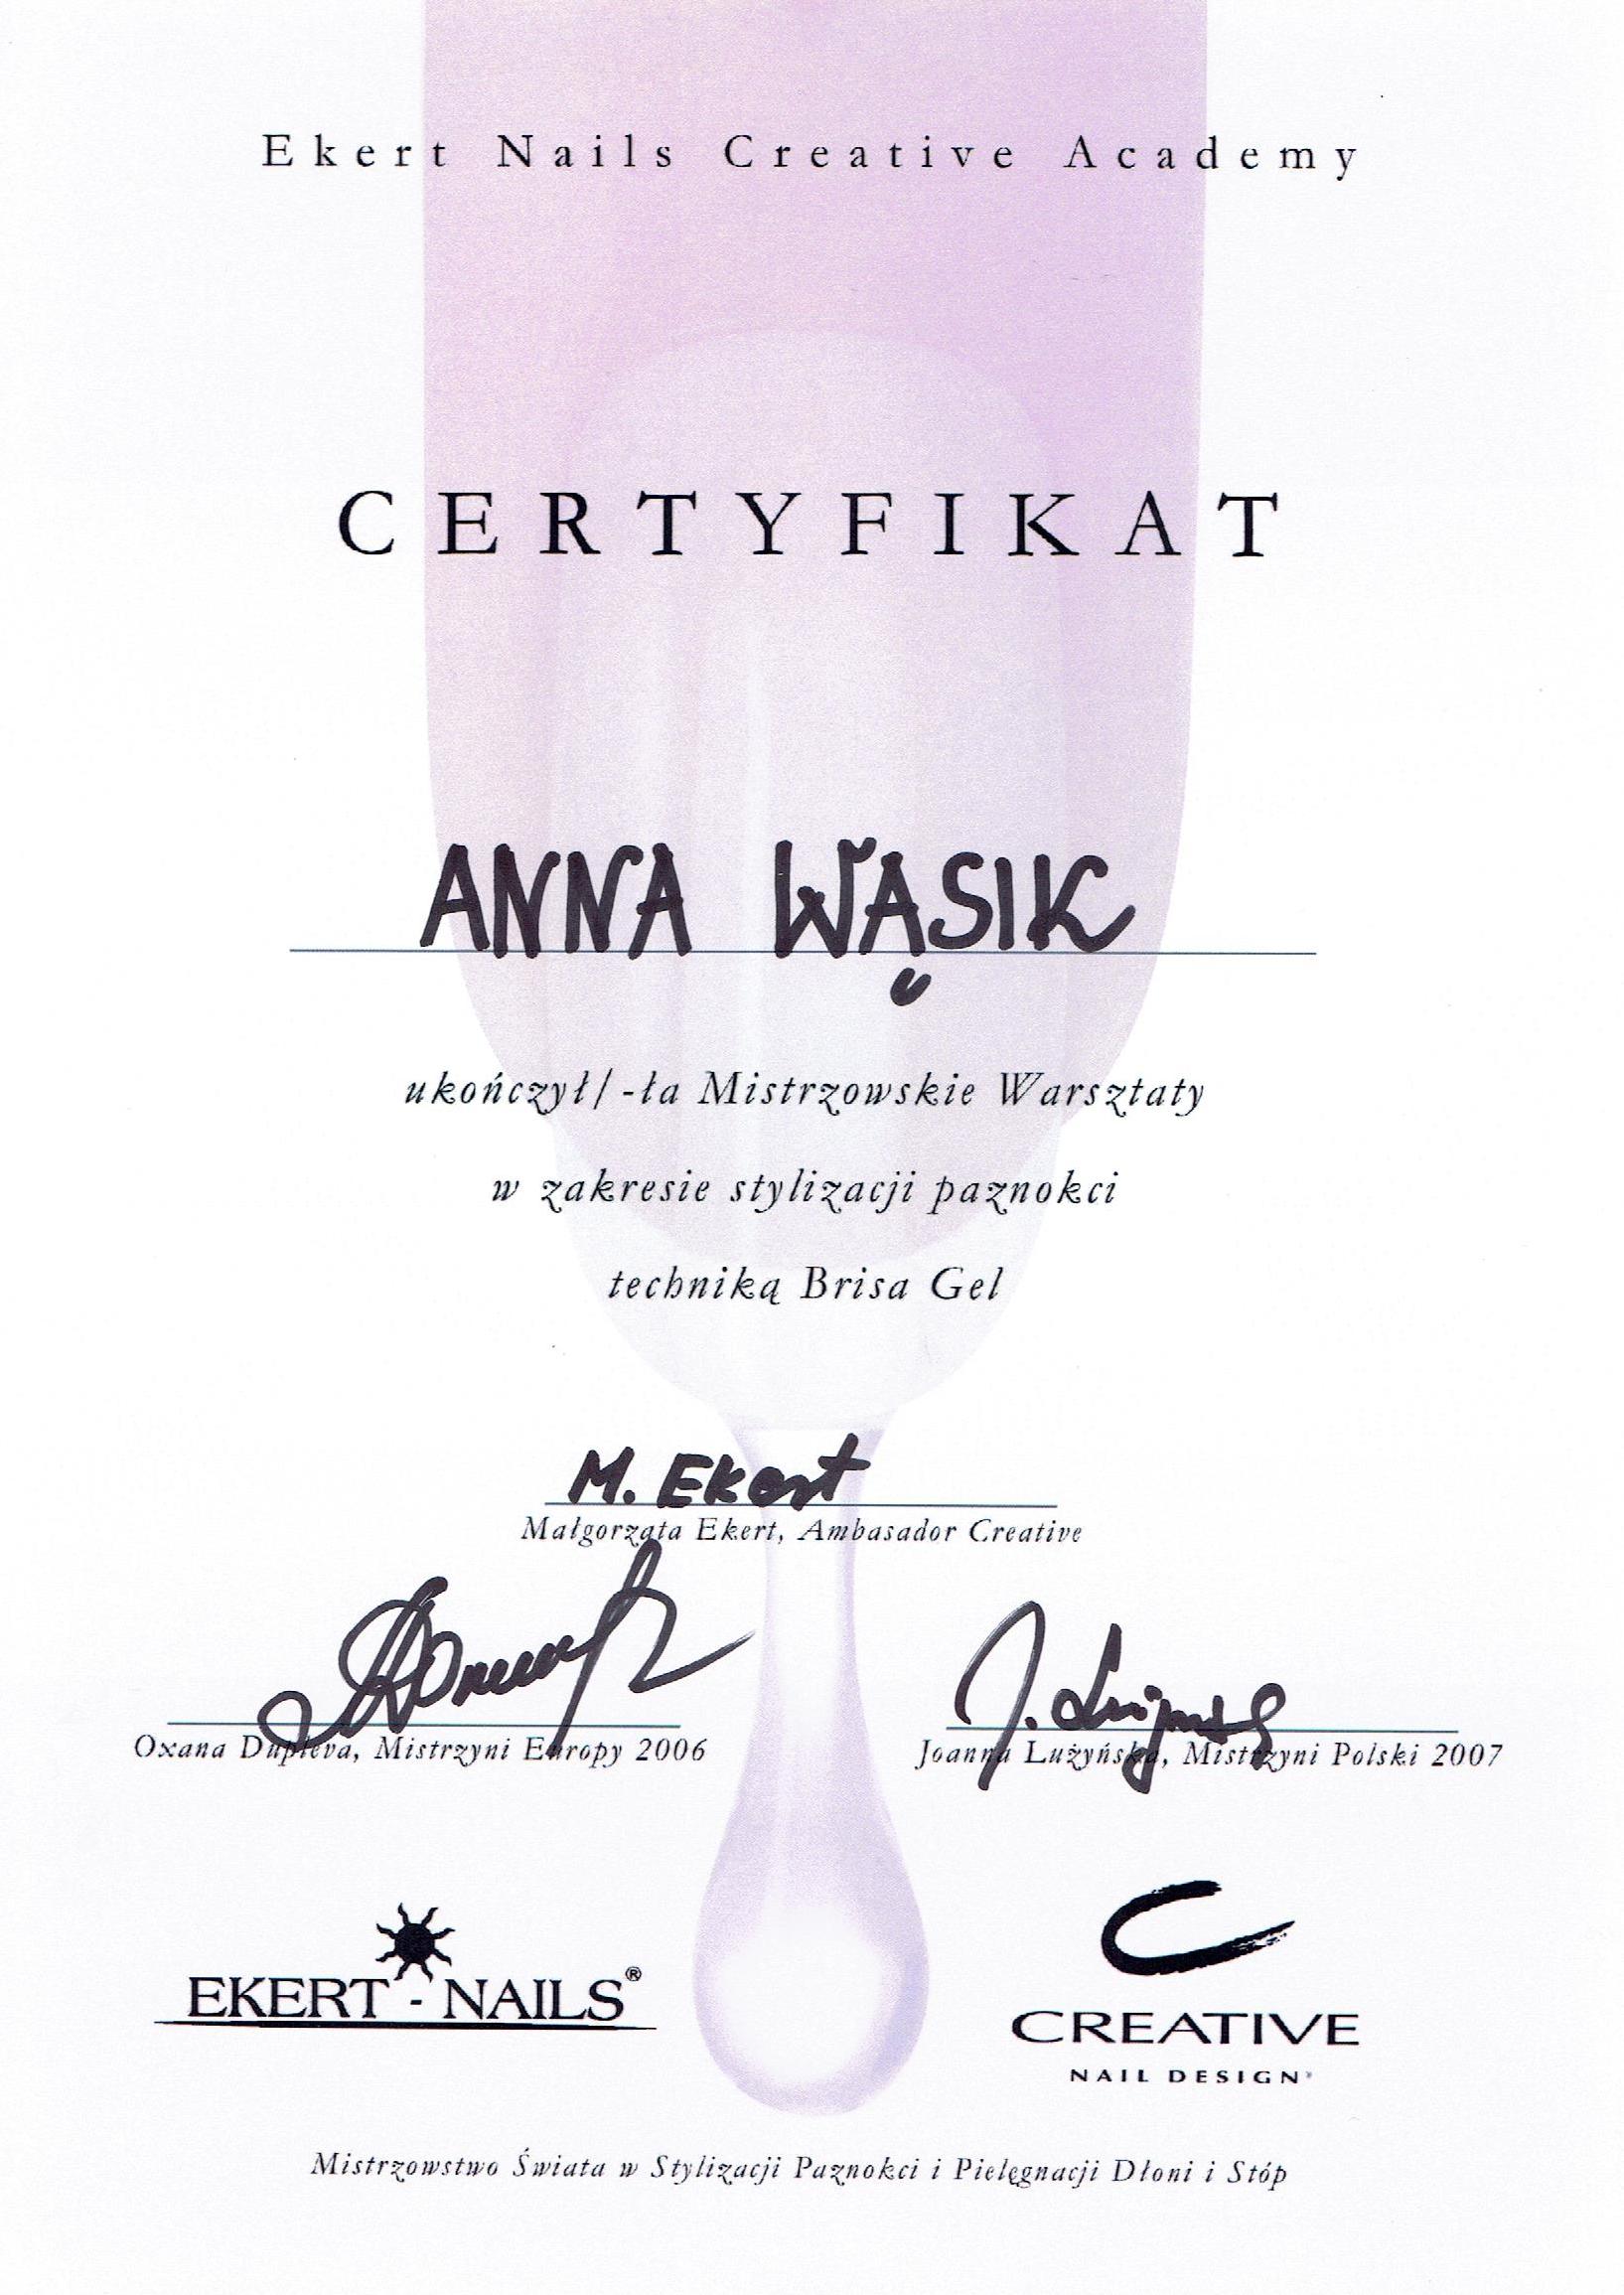 Ekert Nails Creative Academy
CERTYFIKAT
ANNA WĄSIK
ukończył/-ła Mistrzowskie Warsztaty
w zakresie stylizacji paznokci
techniką Brisa Gel
M. Ekert
Małgorzata Ekert, Ambasador Creative
Oxana Dupleva, Mistrzyni Europy 2006
Joanna Lużyńska, Mistrzyni Polski 2007
EKERT-NAILS®
CREATIVE
NAIL DESIGN
Mistrzowstwo Świata w Stylizacji Paznokci i Pielęgnacji Dłoni i Stóp